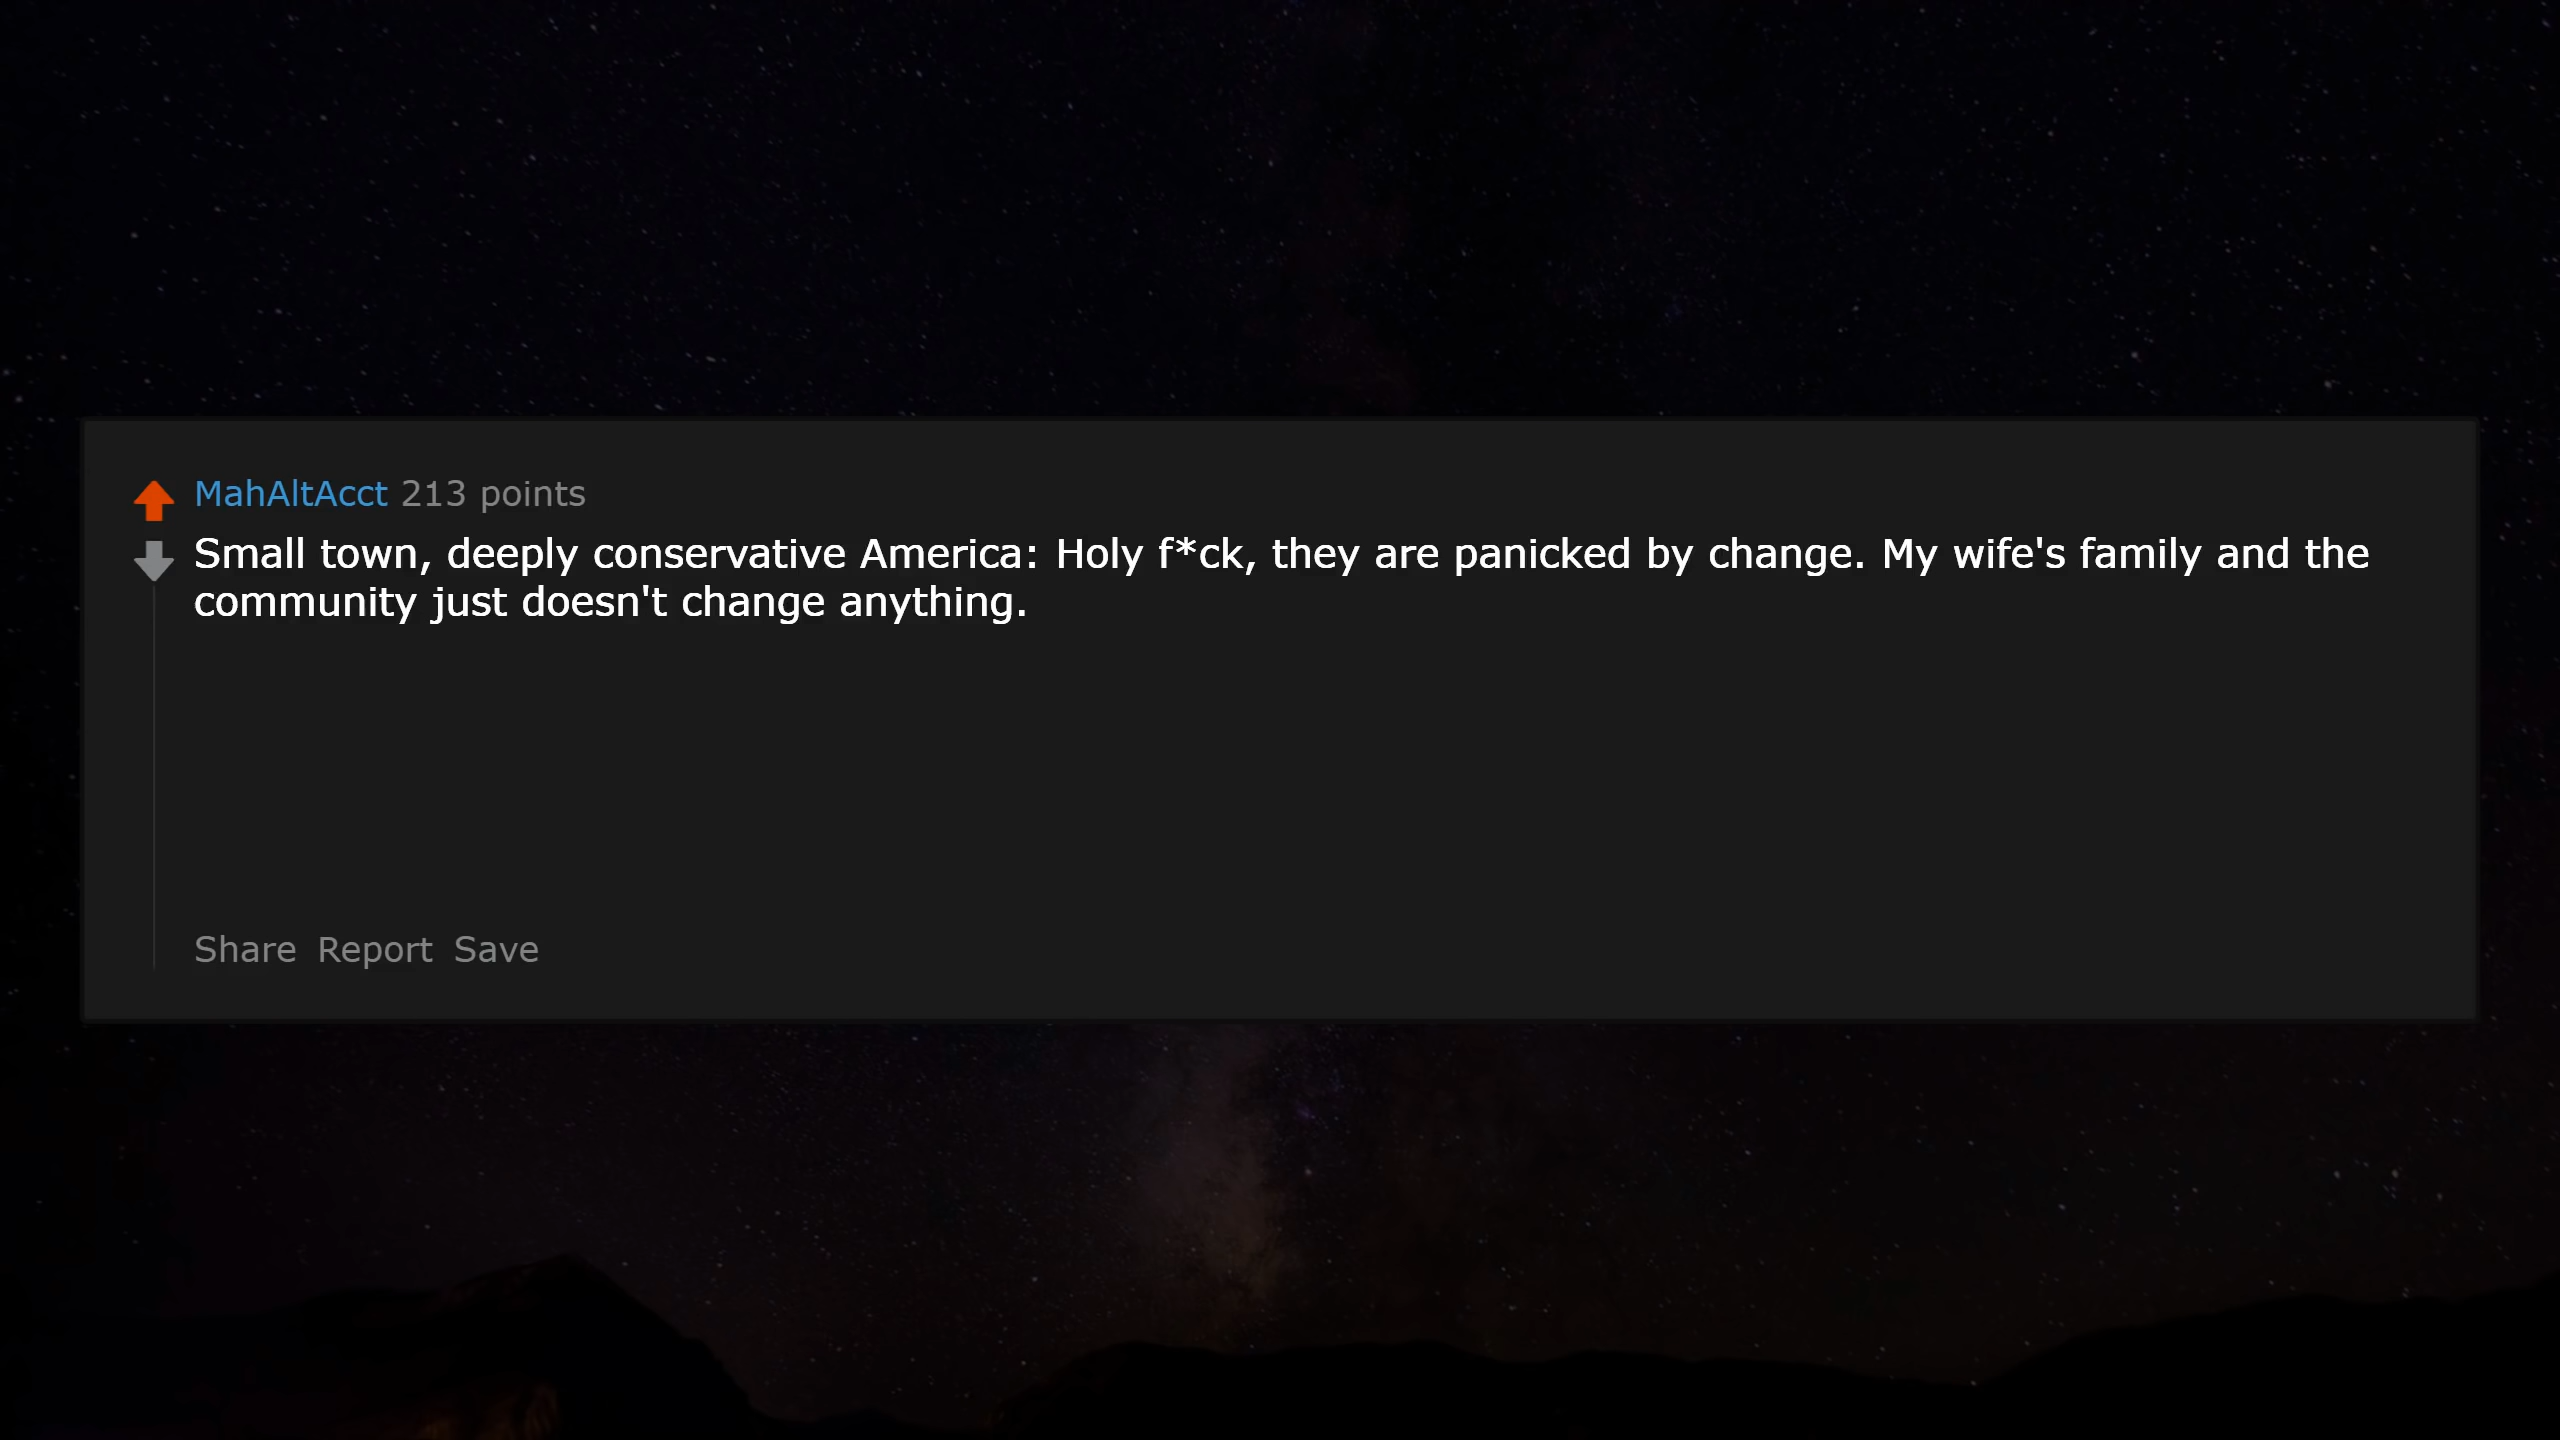 MahAltAcct 213 points
Small town, deeply conservative America: Holy f*ck, they are panicked by change. My wife's family and the
community just doesn't change anything.
Share Report Save